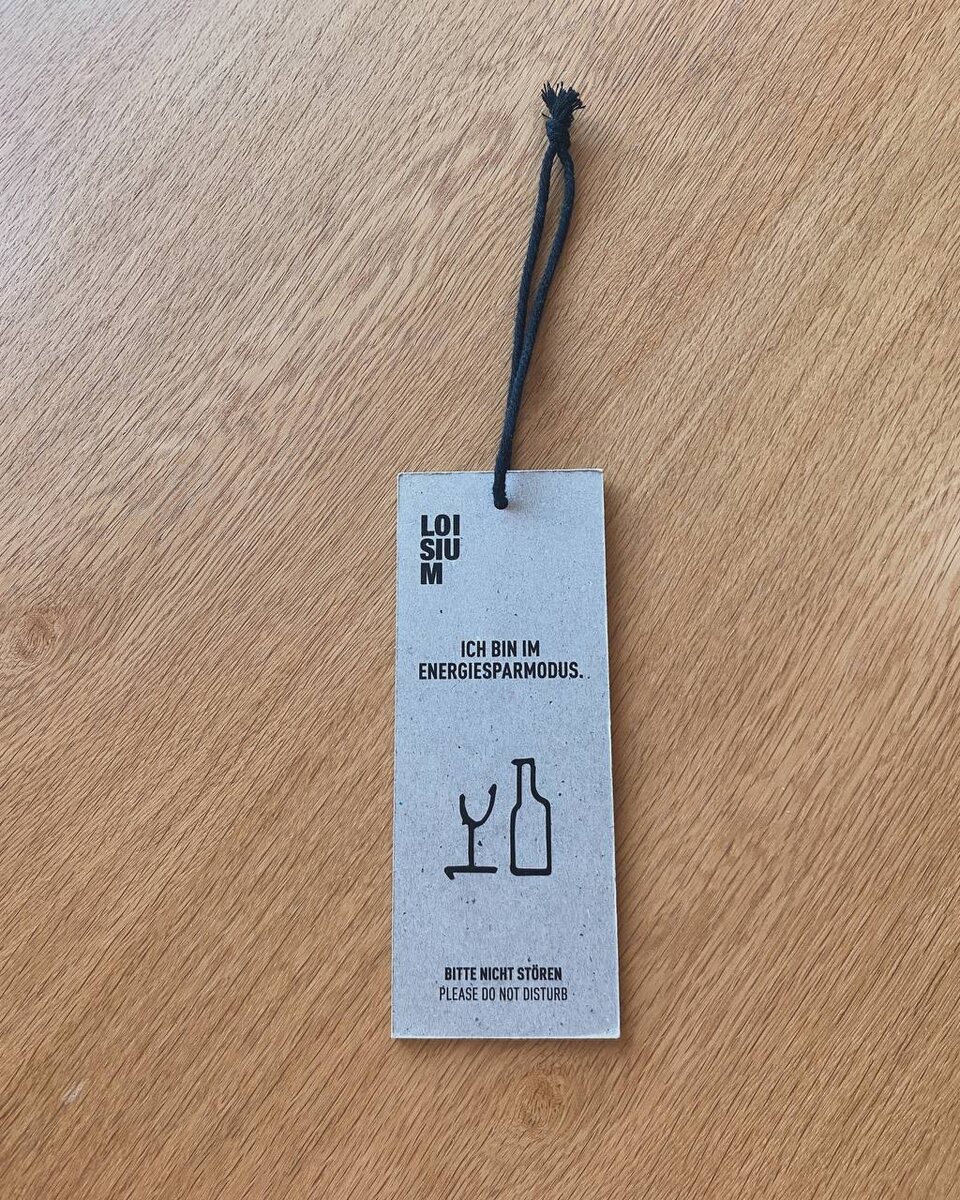 LOI
SIU
M
ICH BIN IM
ENERGIESPARMODUS.
BITTE NICHT STÖREN
PLEASE DO NOT DISTURB